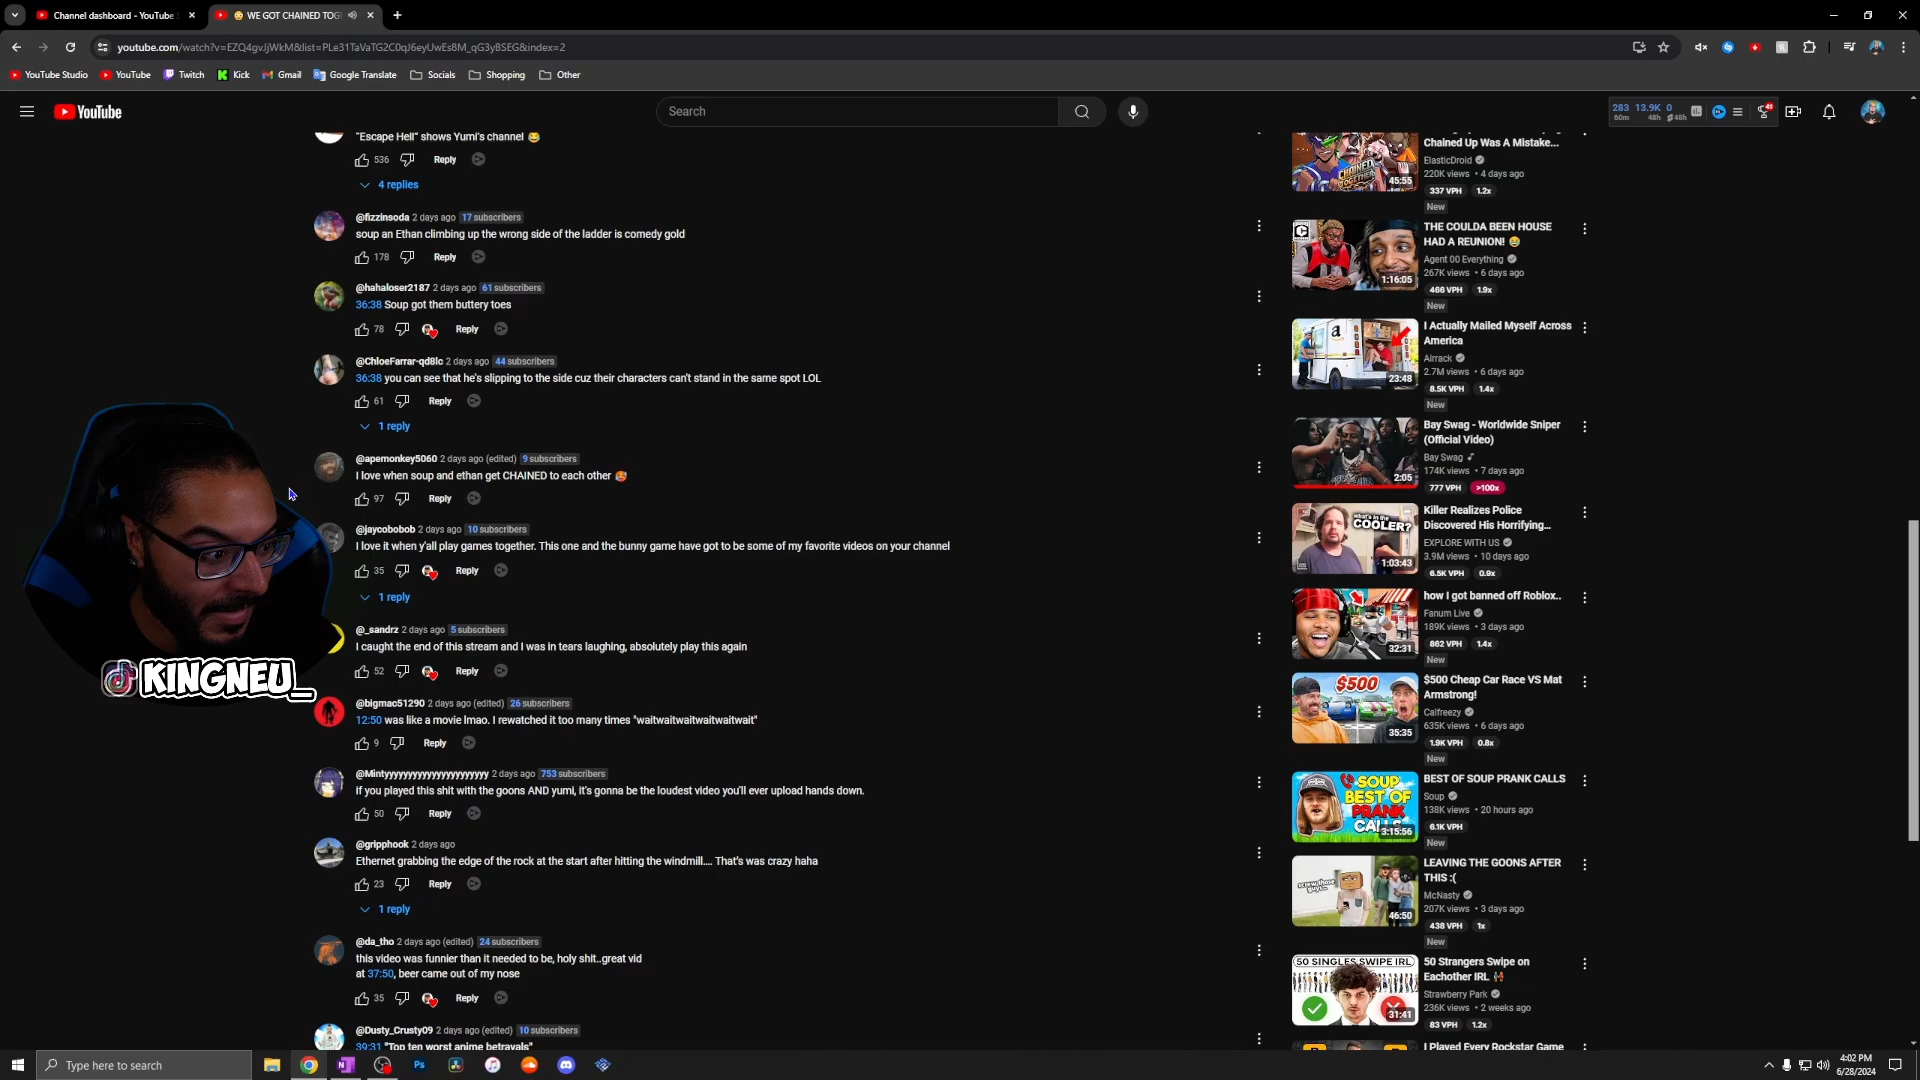 Channel dashboard - YouTube
WE GOT CHAINED TOG
youtube.com/watch?v=EZQ4gvJjWkM&list=PLe31TaVaTG2C0qJ6eyUwEs8M_qG3yBSEG&index=2
YouTube Studio
YouTube
Twitch
Kick
Gmail
Google Translate
Socials
Shopping
Other
YouTube
Search
283 13.9K 0
60m 48h 48h
"Escape Hell" shows Yumi's channel 😂
536 Reply
4 replies
@fizzinsoda 2 days ago 17 subscribers
soup an Ethan climbing up the wrong side of the ladder is comedy gold
178 Reply
@hahaloser2187 2 days ago 61 subscribers
36:38 Soup got them buttery toes
78 Reply
@ChloeFarrar-qd8lc 2 days ago 44 subscribers
36:38 you can see that he's slipping to the side cuz their characters can't stand in the same spot LOL
61 Reply
1 reply
@apemonkey5060 2 days ago (edited) 9 subscribers
I love when soup and ethan get CHAINED to each other 🥵
97 Reply
@jaycobobob 2 days ago 10 subscribers
I love it when y'all play games together. This one and the bunny game have got to be some of my favorite videos on your channel
35 Reply
1 reply
@_sandrz 2 days ago 5 subscribers
I caught the end of this stream and I was in tears laughing, absolutely play this again
52 Reply
KINGNEU_
@bigmac51290 2 days ago (edited) 26 subscribers
12:50 was like a movie lmao. I rewatched it too many times "waitwaitwaitwaitwaitwait"
9 Reply
2 days ago 753 subscribers
if you played this shit with the goons AND yumi, it's gonna be the loudest video you'll ever upload hands down.
50 Reply
@gripphook 2 days ago
Ethernet grabbing the edge of the rock at the start after hitting the windmill.... That's was crazy haha
23 Reply
1 reply
@da_tho 2 days ago (edited) 24 subscribers
this video was funnier than it needed to be, holy shit..great vid
at 37:50, beer came out of my nose
35 Reply
@Dusty_Crusty09 2 days ago (edited) 10 subscribers
39:31 "Top ten worst anime betrayals"
CHAINED TOGETHER
45:55
Chained Up Was A Mistake...
ElasticDroid
220K views • 4 days ago
337 VPH 1.2x
New
1:16:05
THE COULDA BEEN HOUSE
HAD A REUNION! 😂
Agent 00 Everything
267K views • 6 days ago
466 VPH 1.9x
New
23:48
I Actually Mailed Myself Across
America
Airrack
2.7M views • 6 days ago
8.5K VPH 1.4x
New
2:05
Bay Swag - Worldwide Sniper
(Official Video)
Bay Swag
174K views • 7 days ago
777 VPH >100x
what's in the
COOLER?
1:03:43
Killer Realizes Police
Discovered His Horrifying...
EXPLORE WITH US
3.9M views • 10 days ago
6.5K VPH 0.9x
32:31
how I got banned off Roblox..
Fanum Live
189K views • 3 days ago
862 VPH 1.4x
New
$500
35:35
$500 Cheap Car Race VS Mat
Armstrong!
Calfreezy
635K views • 6 days ago
1.9K VPH 0.8x
New
SOUP
BEST OF
PRANK
CALLS
3:15:56
BEST OF SOUP PRANK CALLS
Soup
138K views • 20 hours ago
6.1K VPH
New
46:50
LEAVING THE GOONS AFTER
THIS :(
McNasty
207K views • 3 days ago
438 VPH 1x
New
50 SINGLES SWIPE IRL
31:41
50 Strangers Swipe on
Eachother IRL
Strawberry Park
236K views • 2 weeks ago
83 VPH 1.2x
I Played Every Rockstar Game
Type here to search
4:02 PM
6/28/2024